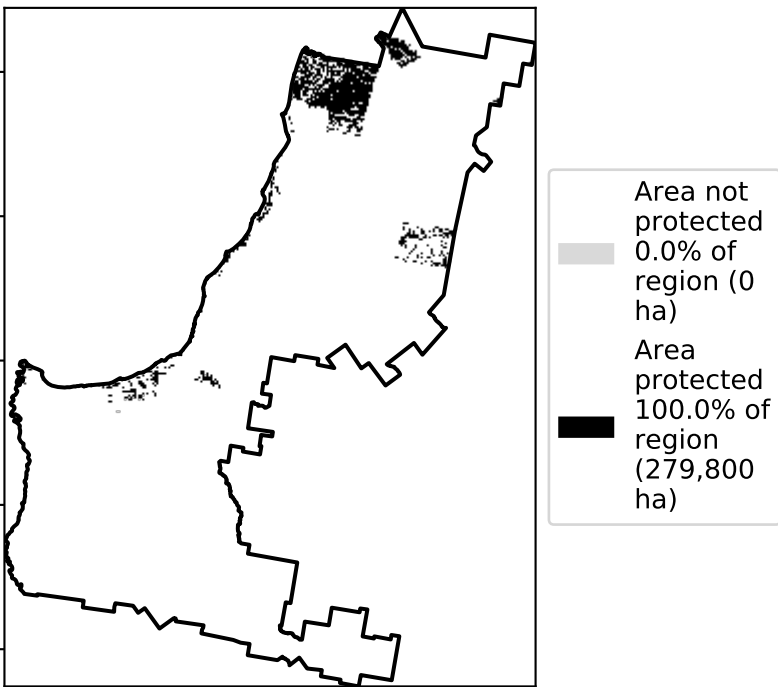 Area not
protected
0.0% of
region (0
ha)
Area
protected
100.0% of
region
(279,800
ha)